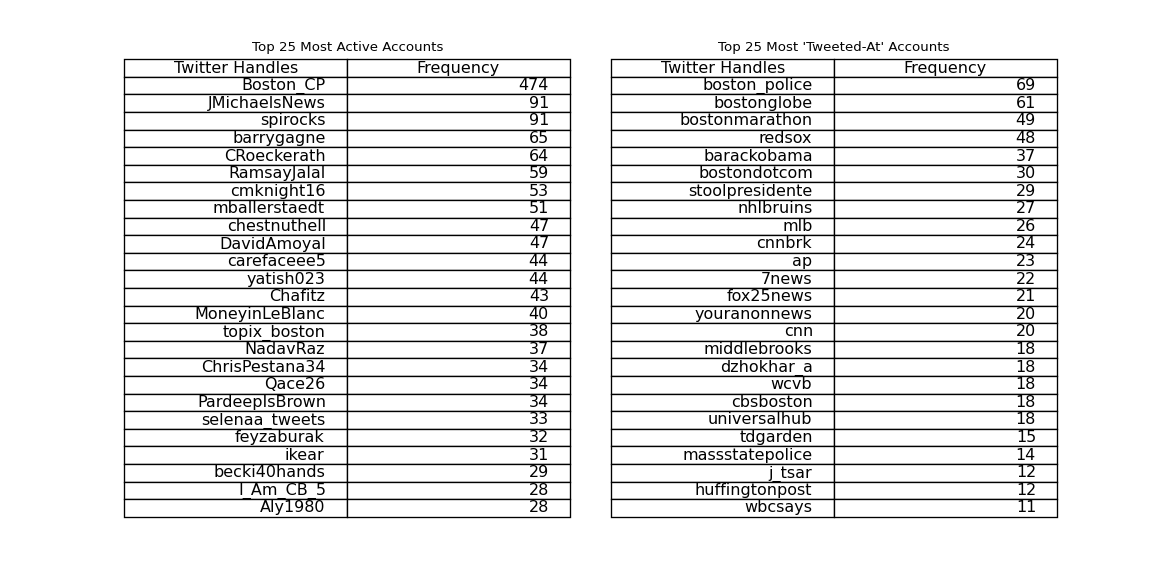 Top 25 Most Active Accounts
Twitter Handles Frequency
Boston_CP 474
JMichaelsNews 91
spirocks 91
barrygagne 65
CRoeckerath 64
RamsayJalal 59
cmknight16 53
mballerstaedt 51
chestnuthell 47
DavidAmoyal 47
carefaceee5 44
yatish023 44
Chafitz 43
MoneyinLeBlanc 40
topix_boston 38
NadavRaz 37
ChrisPestana34 34
Qace26 34
PardeepIsBrown 34
selenaa_tweets 33
feyzaburak 32
ikear 31
becki40hands 29
I_Am_CB_5 28
Aly1980 28
Top 25 Most 'Tweeted-At' Accounts
Twitter Handles Frequency
boston_police 69
bostonglobe 61
bostonmarathon 49
redsox 48
barackobama 37
bostondotcom 30
stoolpresidente 29
nhlbruins 27
mlb 26
cnnbrk 24
ap 23
7news 22
fox25news 21
youranonnews 20
cnn 20
middlebrooks 18
dzhokhar_a 18
wcvb 18
cbsboston 18
universalhub 18
tdgarden 15
massstatepolice 14
j_tsar 12
huffingtonpost 12
wbcsays 11